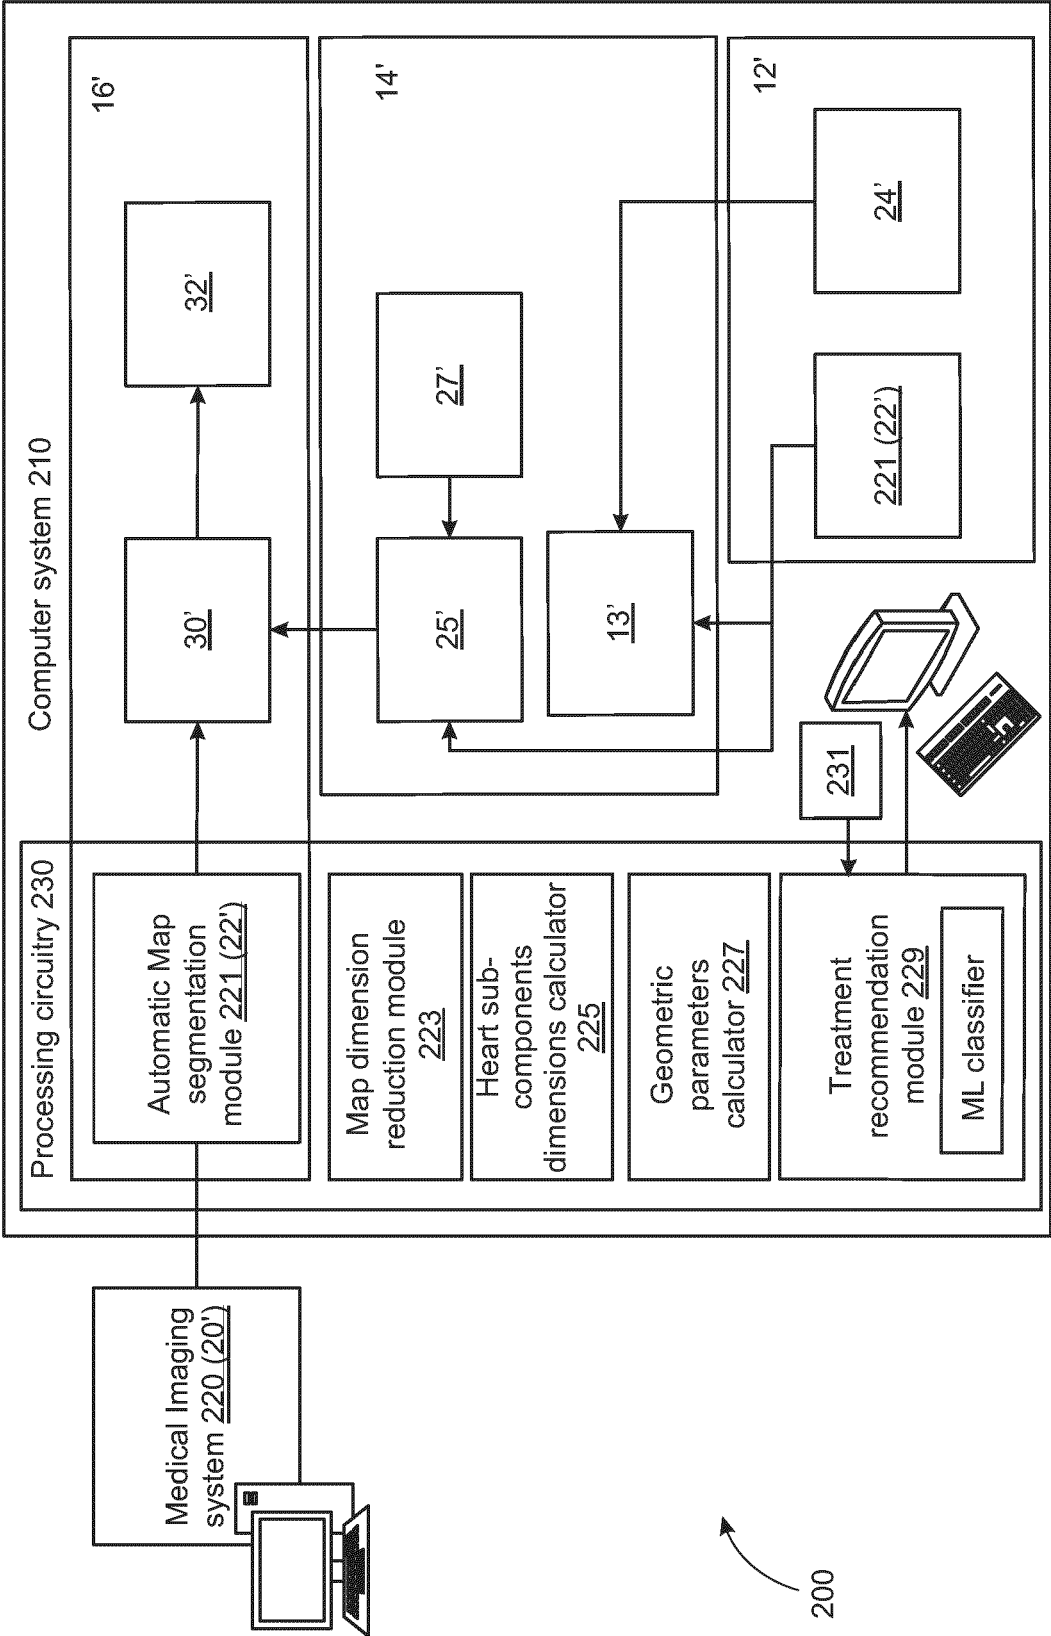 Computer system 210
Processing circuitry 230
16'
Medical Imaging
system 220 (20')
Automatic Map
segmentation
module 221 (22')
30'
32'
14'
Map dimension
reduction module
223
25'
27'
Heart sub-
components
dimensions calculator
225
13'
Geometric
parameters
calculator 227
12'
Treatment
recommendation
module 229
ML classifier
231
221 (22')
24'
200